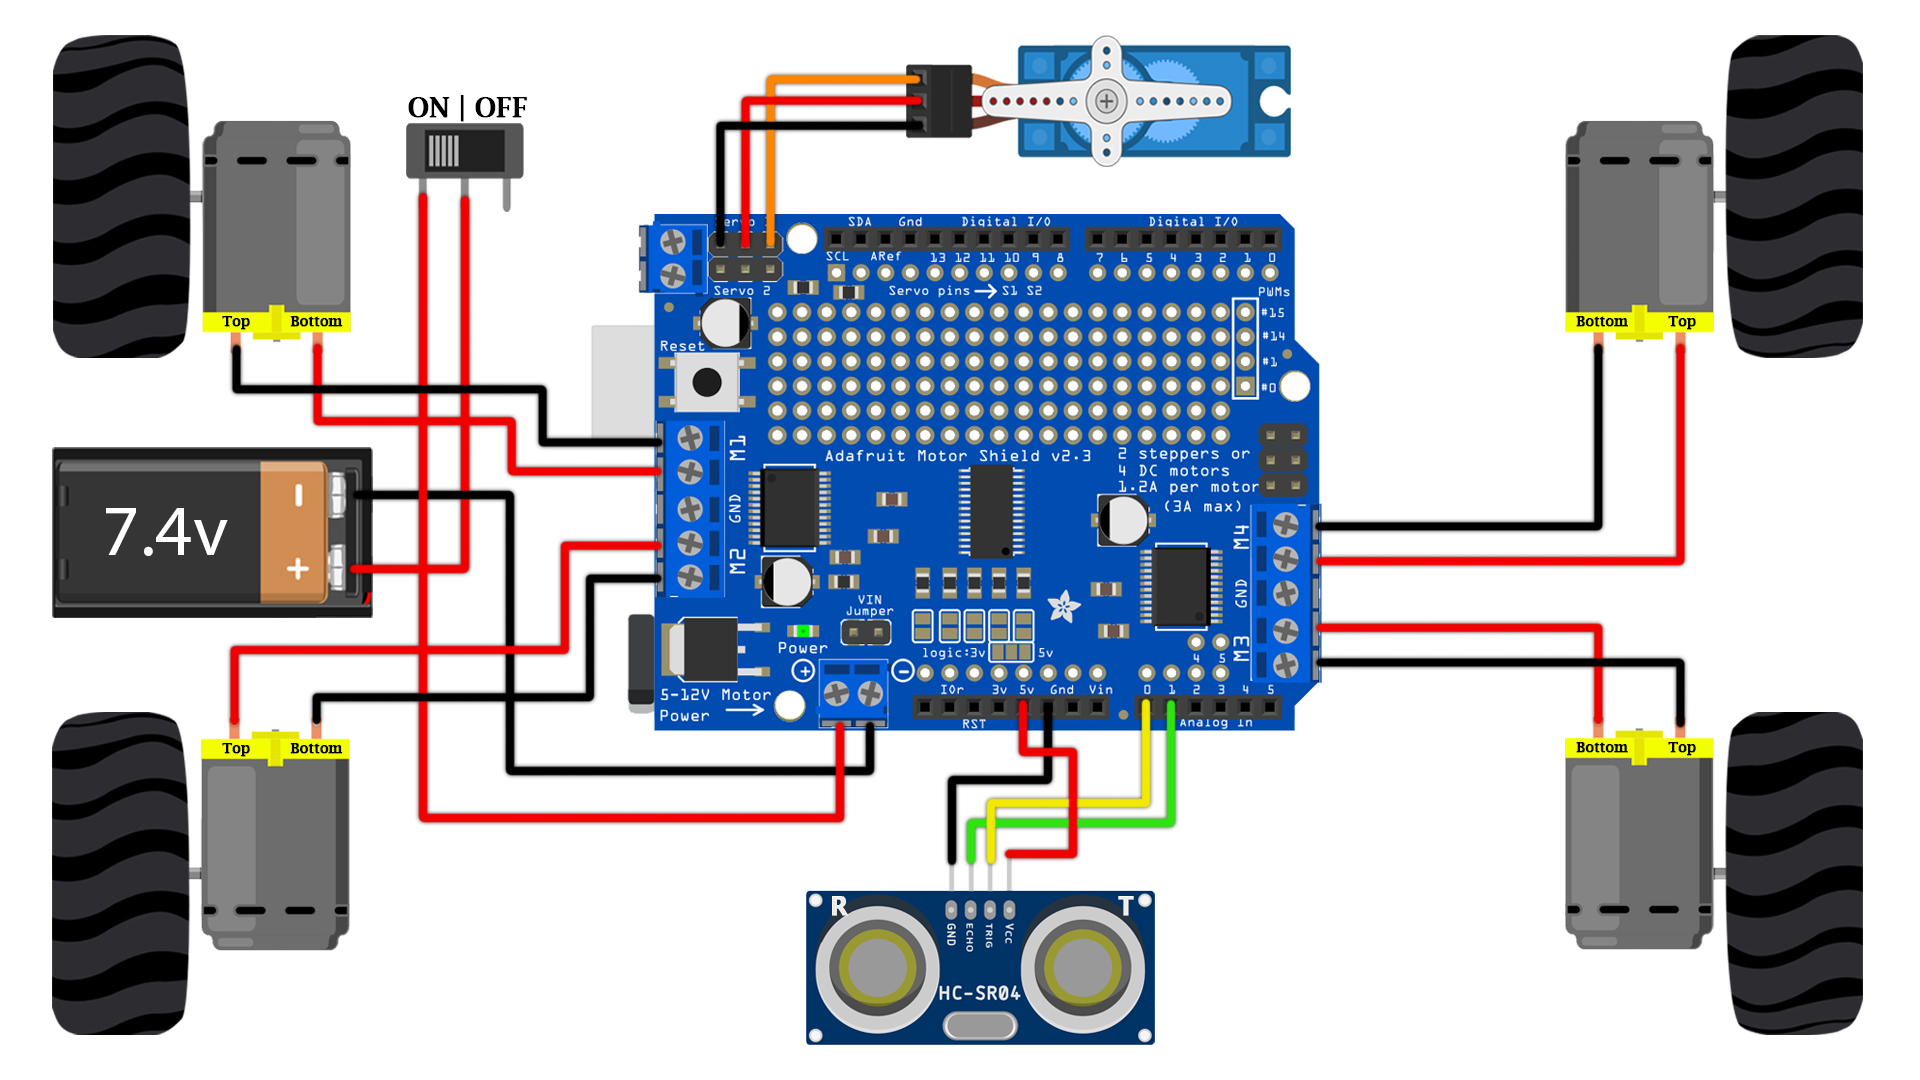 ON | OFF
Top Bottom
Bottom Top
7.4v
- +
Servo 1
SDA Gnd Digital I/O Digital I/O
SCL ARef 13 12 11 10 9 8 7 6 5 4 3 2 1 0
Servo 2
Servo pins → S1 S2
PWMs
#15
#14
#1
#0
Reset
Adafruit Motor Shield v2.3
2 steppers or
4 DC motors
1.2A per motor
(3A max)
M1
GND
M2
M4
GND
M3
VIN
Jumper
Power
logic:3v 5v
4 5
+ -
5-12V Motor
Power →
IOr 3v 5v Gnd Vin 0 1 2 3 4 5
RST Analog In
Top Bottom
Bottom Top
R T
GND
ECHO
TRIG
VCC
HC-SR04